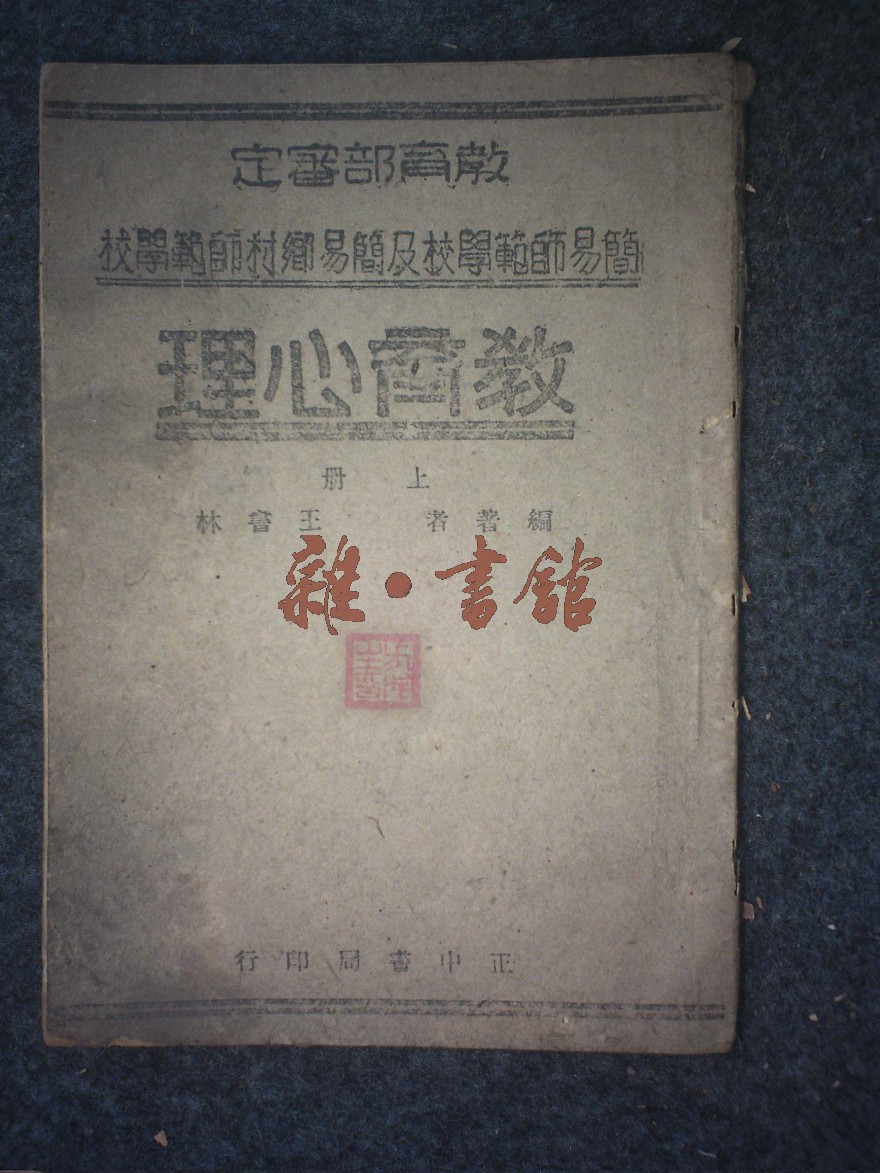 教育部審定
簡易師範學校及簡易鄉村師範學校
教育心理
上册
編著者 王書林
雜·書館
正中書局印行